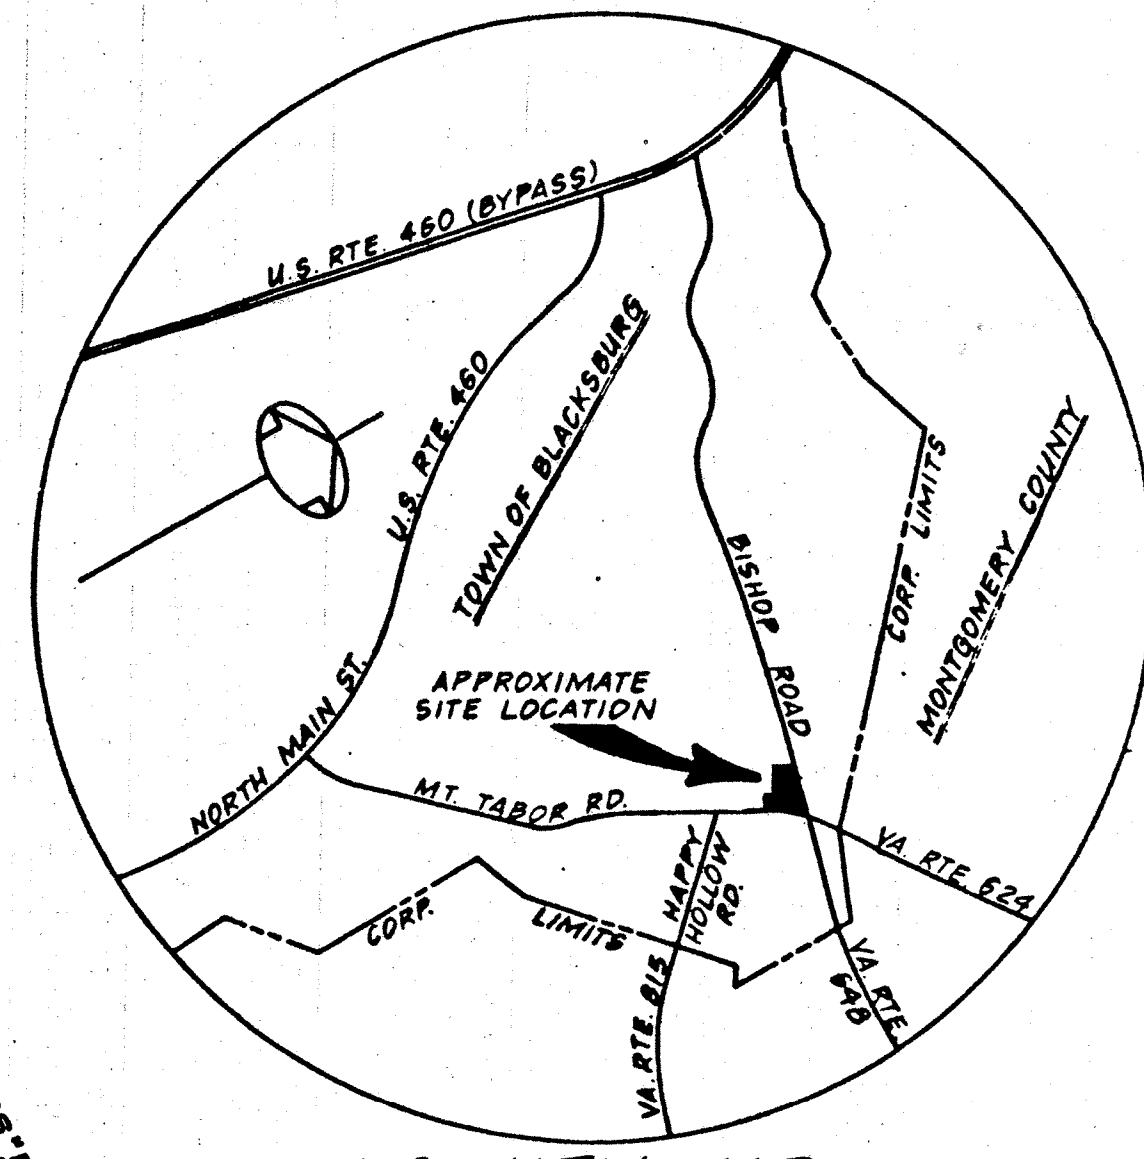 U.S. RTE. 460 (BYPASS)
U.S. RTE. 460
TOWN OF BLACKSBURG
BISHOP ROAD
CORP. LIMITS
MONTGOMERY COUNTY
APPROXIMATE
SITE LOCATION
NORTH MAIN ST.
MT. TABOR RD.
HAPPY
HOLLOW
RD.
VA. RTE. 624
CORP. LIMITS
VA. RTE. 815
VA. RTE.
648